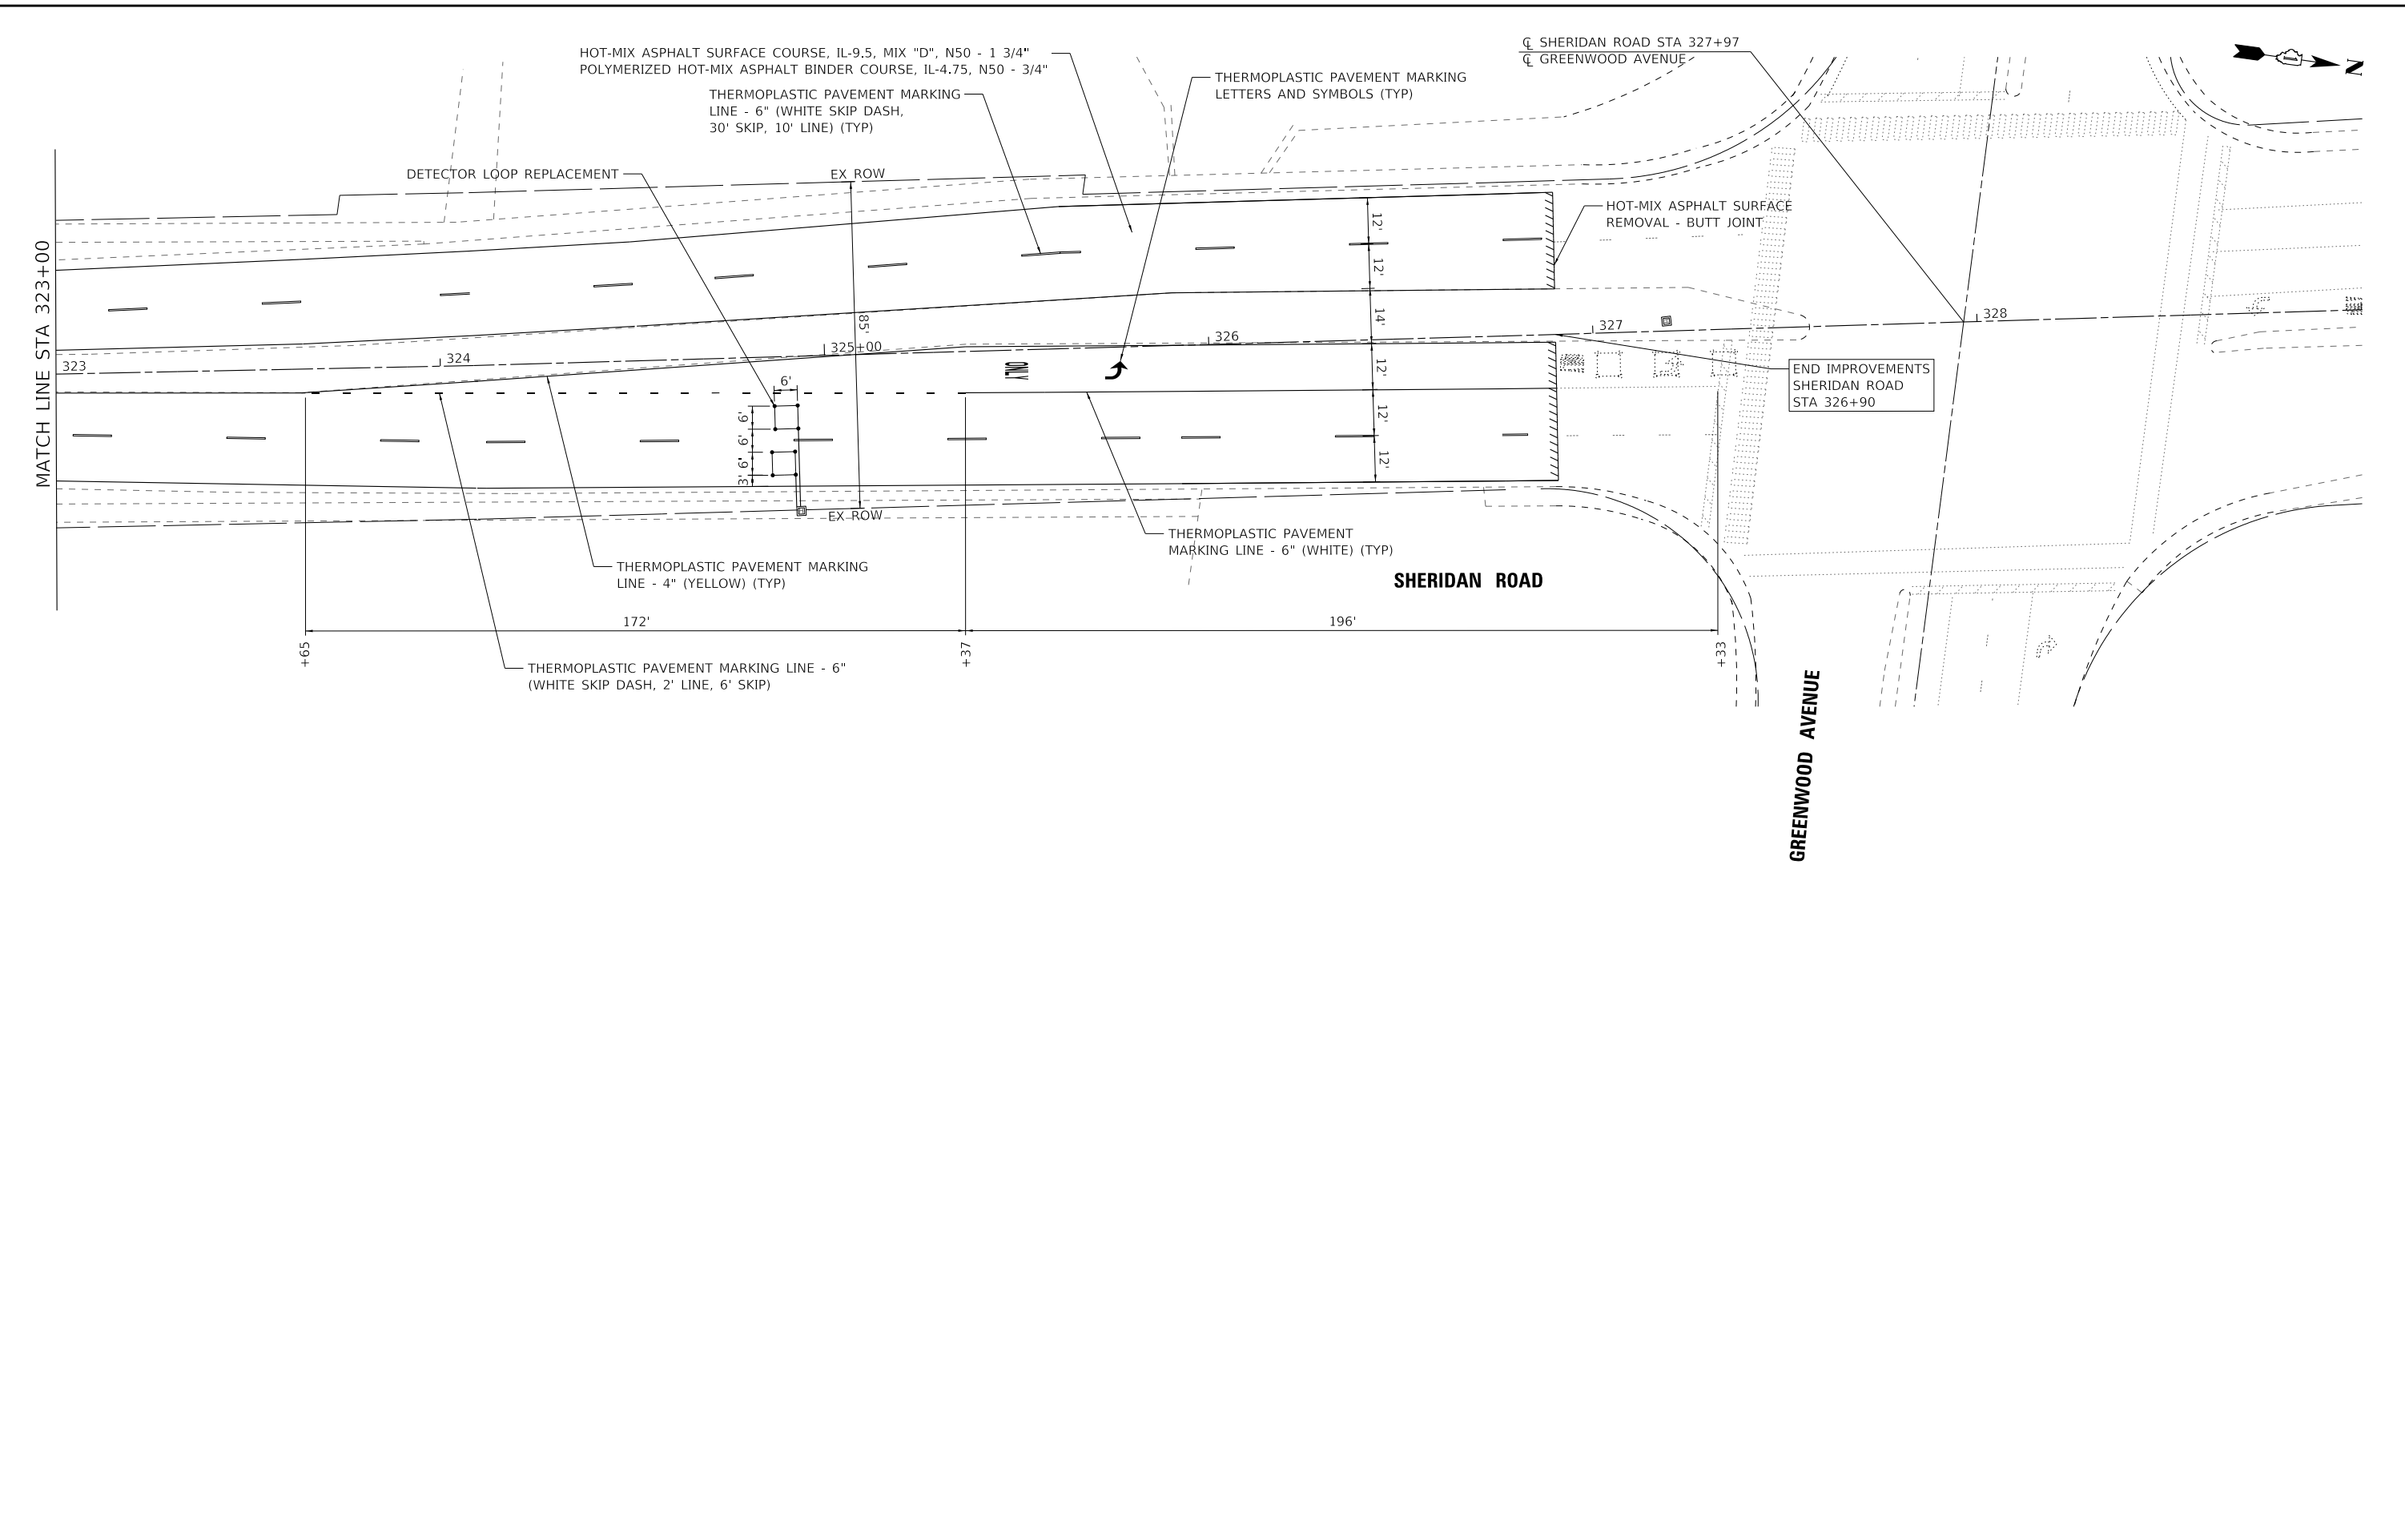 HOT-MIX ASPHALT SURFACE COURSE, IL-9.5, MIX "D", N50 - 1 3/4"
POLYMERIZED HOT-MIX ASPHALT BINDER COURSE, IL-4.75, N50 - 3/4"
THERMOPLASTIC PAVEMENT MARKING
LINE - 6" (WHITE SKIP DASH,
30' SKIP, 10' LINE) (TYP)
THERMOPLASTIC PAVEMENT MARKING
LETTERS AND SYMBOLS (TYP)
℄ SHERIDAN ROAD STA 327+97
℄ GREENWOOD AVENUE
N
DETECTOR LOOP REPLACEMENT
EX ROW
HOT-MIX ASPHALT SURFACE
REMOVAL - BUTT JOINT
MATCH LINE STA 323+00
12'
12'
14'
12'
12'
12'
85'
323
324
325+00
326
327
328
ONLY
6'
6'
6'
6'
3'
END IMPROVEMENTS
SHERIDAN ROAD
STA 326+90
EX ROW
THERMOPLASTIC PAVEMENT
MARKING LINE - 6" (WHITE) (TYP)
THERMOPLASTIC PAVEMENT MARKING
LINE - 4" (YELLOW) (TYP)
SHERIDAN ROAD
172'
196'
+65
+37
+33
THERMOPLASTIC PAVEMENT MARKING LINE - 6"
(WHITE SKIP DASH, 2' LINE, 6' SKIP)
GREENWOOD AVENUE